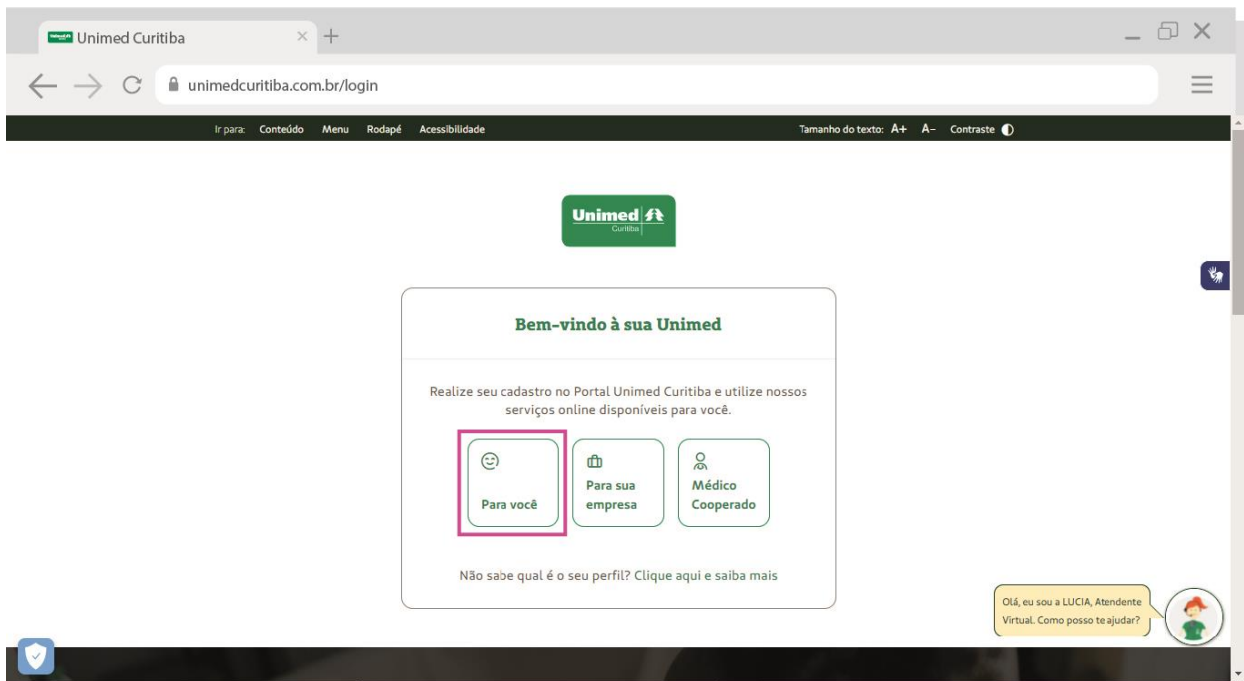 Unimed Curitiba
unimedcuritiba.com.br/login
Ir para: Conteúdo Menu Rodapé Acessibilidade Tamanho do texto: A+ A- Contraste
Unimed
Curitiba
Bem-vindo à sua Unimed
Realize seu cadastro no Portal Unimed Curitiba e utilize nossos
serviços online disponíveis para você.
Para você
Para sua
empresa
Médico
Cooperado
Não sabe qual é o seu perfil? Clique aqui e saiba mais
Olá, eu sou a LUCIA, Atendente
Virtual. Como posso te ajudar?